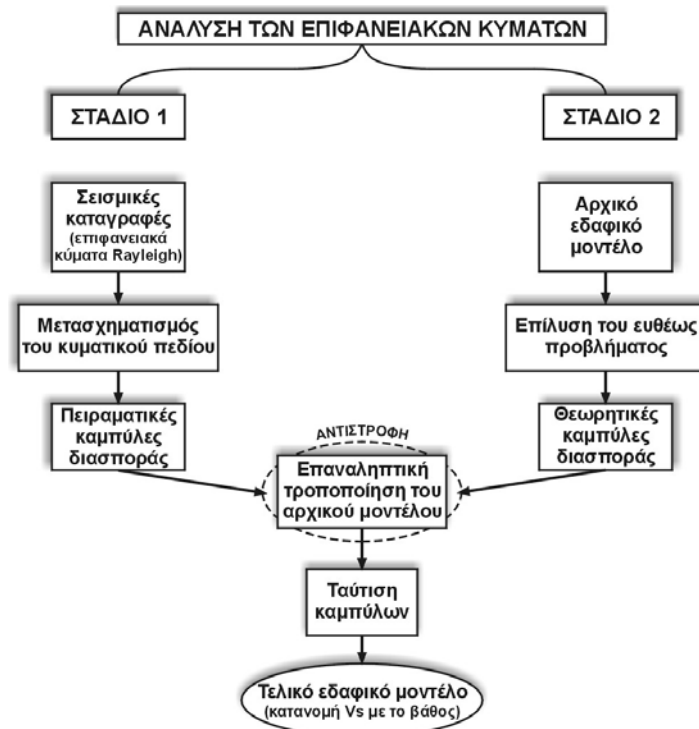 ΑΝΑΛΥΣΗ ΤΩΝ ΕΠΙΦΑΝΕΙΑΚΩΝ ΚΥΜΑΤΩΝ
ΣΤΑΔΙΟ 1
Σεισμικές
καταγραφές
(επιφανειακά
κύματα Rayleigh)
Μετασχηματισμός
του κυματικού πεδίου
Πειραματικές
καμπύλες
διασποράς
ΣΤΑΔΙΟ 2
Αρχικό
εδαφικό
μοντέλο
Επίλυση του ευθέως
προβλήματος
Θεωρητικές
καμπύλες
διασποράς
ΑΝΤΙΣΤΡΟΦΗ
Επαναληπτική
τροποποίηση του
αρχικού μοντέλου
Ταύτιση
καμπύλων
Τελικό εδαφικό μοντέλο
(κατανομή Vs με το βάθος)